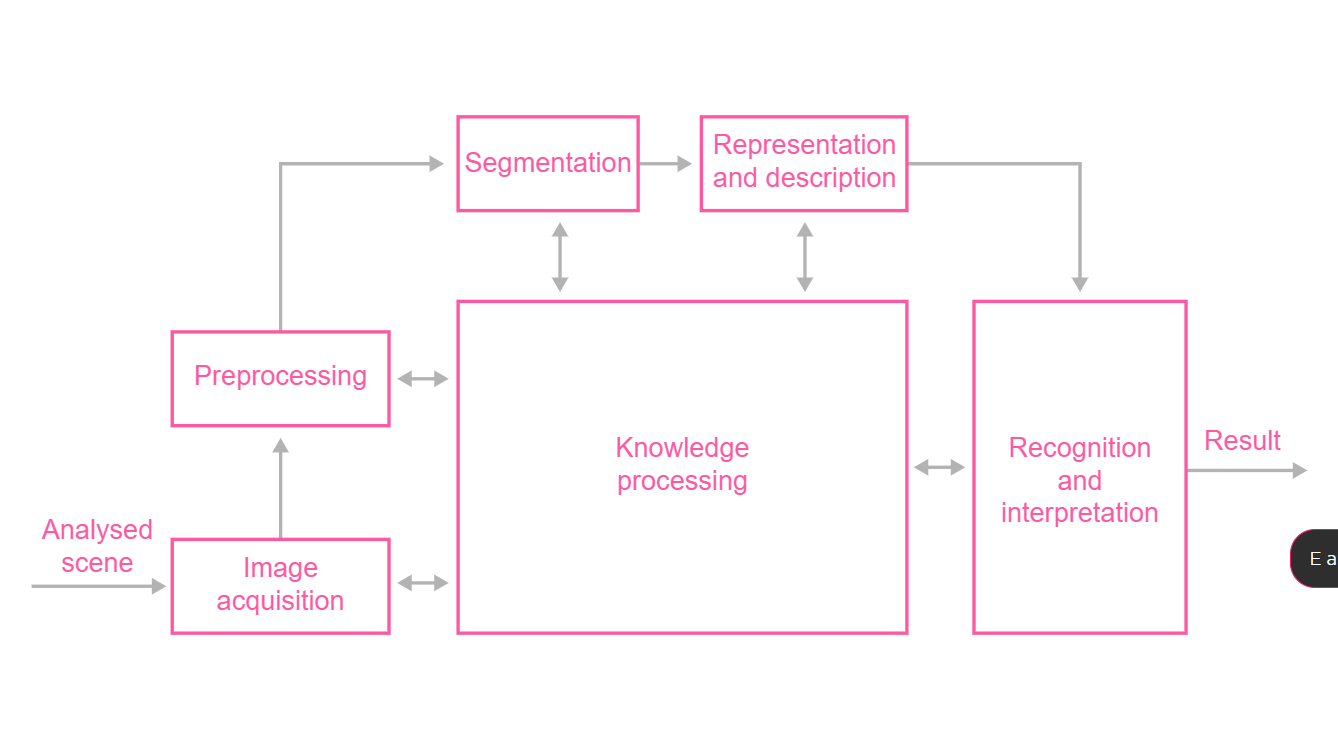 Segmentation
Representation
and description
Preprocessing
Knowledge
processing
Recognition
and
interpretation
Result
Analysed
scene
Image
acquisition
E a